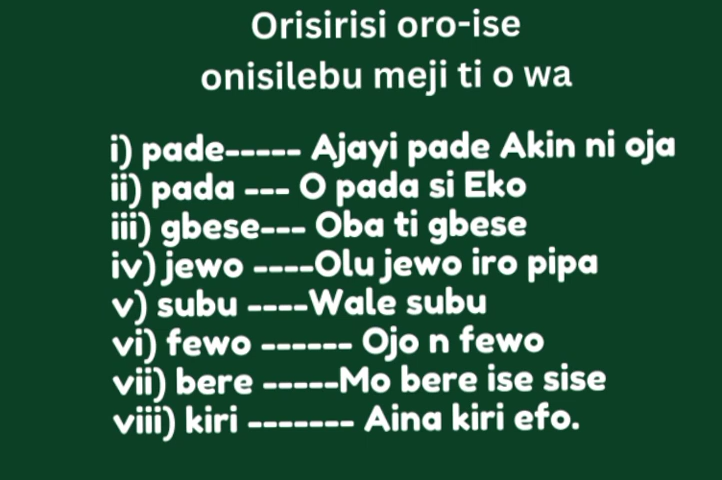 Orisirisi oro-ise
onisilebu meji ti o wa
i) pade----- Ajayi pade Akin ni oja
ii) pada --- O pada si Eko
iii) gbese--- Oba ti gbese
iv) jewo ----Olu jewo iro pipa
v) subu ----Wale subu
vi) fewo ------ Ojo n fewo
vii) bere -----Mo bere ise sise
viii) kiri ------- Aina kiri efo.